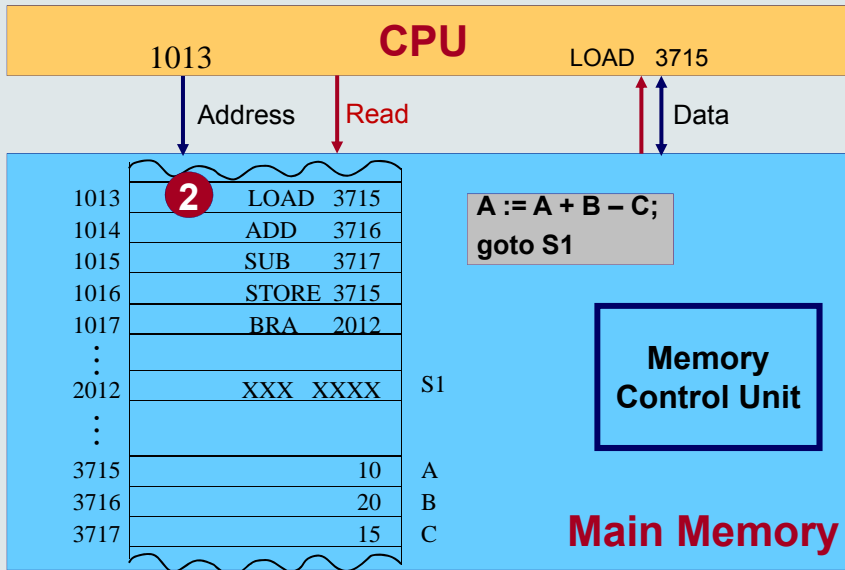 CPU
1013
LOAD 3715
Address
Read
Data
1013 2 LOAD 3715
1014 ADD 3716
1015 SUB 3717
1016 STORE 3715
1017 BRA 2012
⋮
2012 XXX XXXX S1
⋮
3715 10 A
3716 20 B
3717 15 C
A := A + B – C;
goto S1
Memory
Control Unit
Main Memory